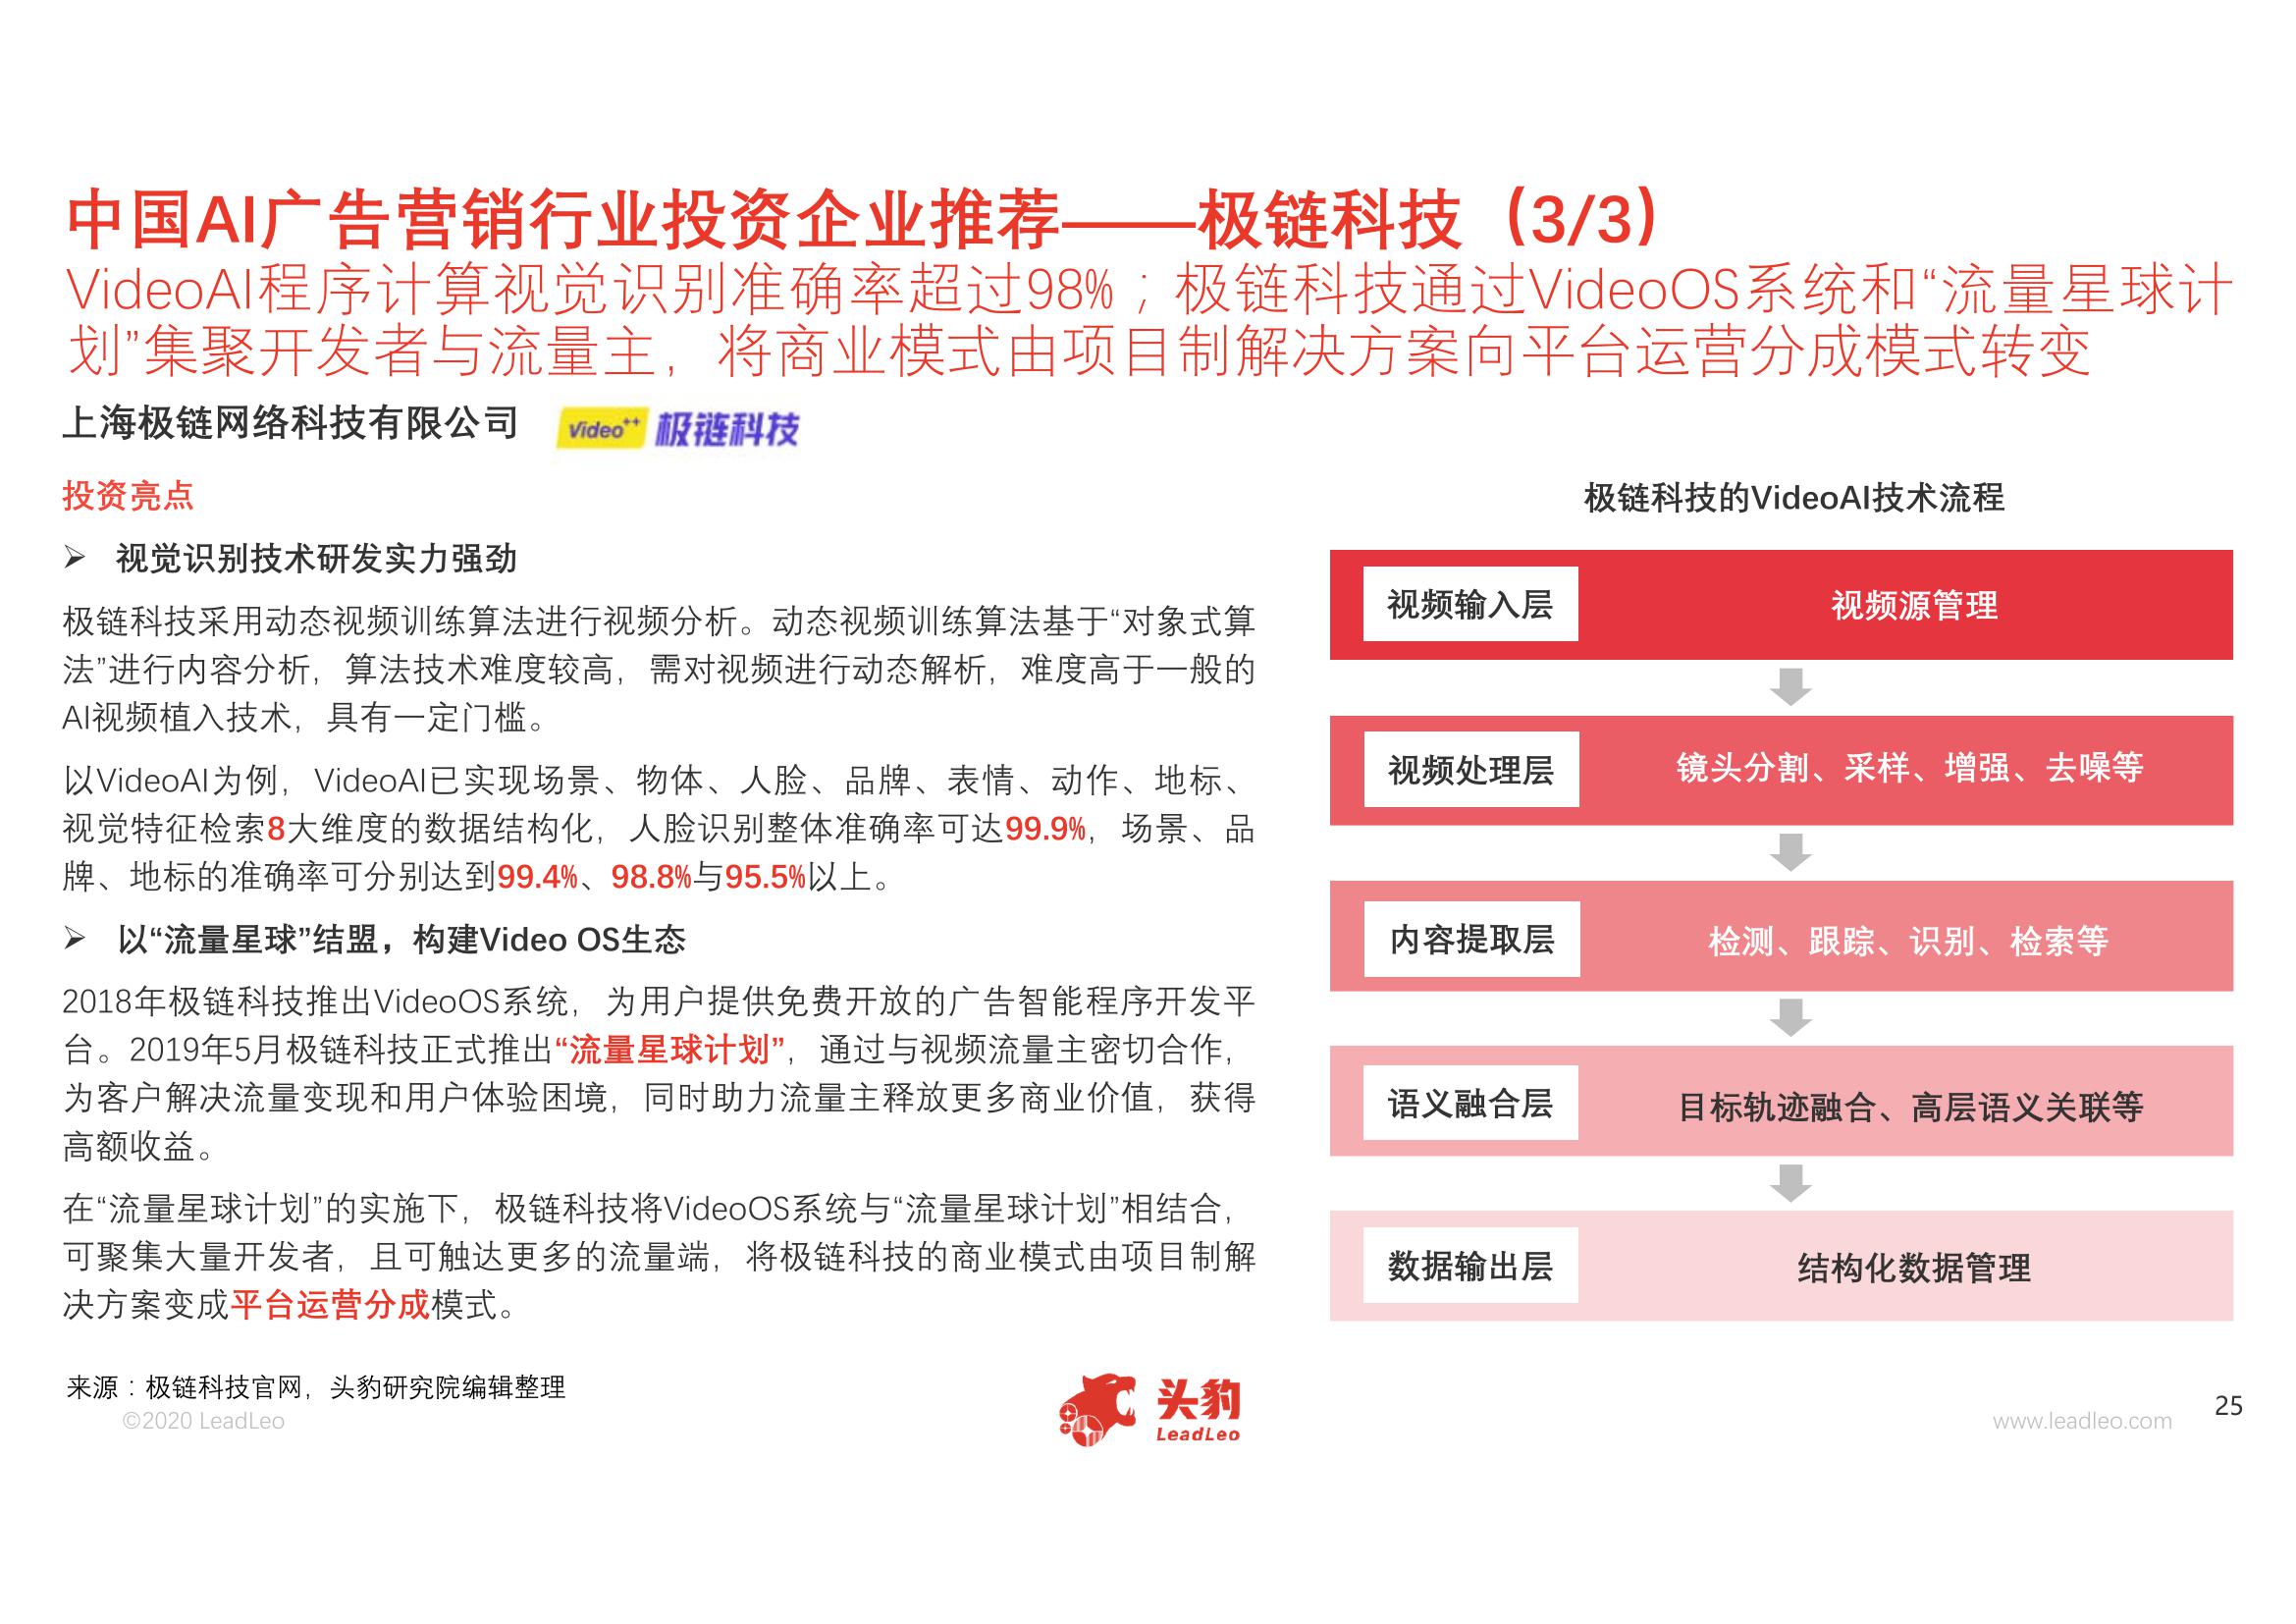 中国AI广告营销行业投资企业推荐——极链科技（3/3）
VideoAI程序计算视觉识别准确率超过98%；极链科技通过VideoOS系统和“流量星球计
划”集聚开发者与流量主，将商业模式由项目制解决方案向平台运营分成模式转变
上海极链网络科技有限公司
Video++ 极链科技
投资亮点
➢ 视觉识别技术研发实力强劲
极链科技采用动态视频训练算法进行视频分析。动态视频训练算法基于“对象式算
法”进行内容分析，算法技术难度较高，需对视频进行动态解析，难度高于一般的
AI视频植入技术，具有一定门槛。
以VideoAI为例，VideoAI已实现场景、物体、人脸、品牌、表情、动作、地标、
视觉特征检索8大维度的数据结构化，人脸识别整体准确率可达99.9%，场景、品
牌、地标的准确率可分别达到99.4%、98.8%与95.5%以上。
➢ 以“流量星球”结盟，构建Video OS生态
2018年极链科技推出VideoOS系统，为用户提供免费开放的广告智能程序开发平
台。2019年5月极链科技正式推出“流量星球计划”，通过与视频流量主密切合作，
为客户解决流量变现和用户体验困境，同时助力流量主释放更多商业价值，获得
高额收益。
在“流量星球计划”的实施下，极链科技将VideoOS系统与“流量星球计划”相结合，
可聚集大量开发者，且可触达更多的流量端，将极链科技的商业模式由项目制解
决方案变成平台运营分成模式。
极链科技的VideoAI技术流程
视频输入层 视频源管理
视频处理层 镜头分割、采样、增强、去噪等
内容提取层 检测、跟踪、识别、检索等
语义融合层 目标轨迹融合、高层语义关联等
数据输出层 结构化数据管理
来源：极链科技官网，头豹研究院编辑整理
©2020 LeadLeo
头豹
LeadLeo
www.leadleo.com
25